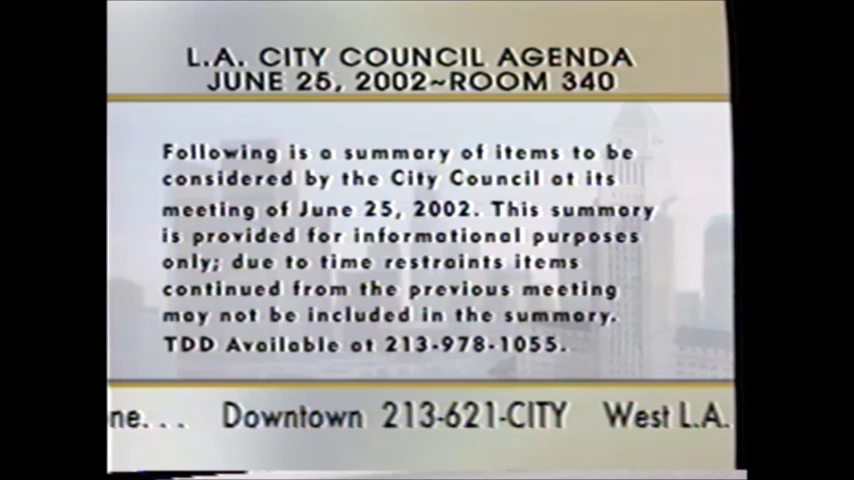 L.A. CITY COUNCIL AGENDA
JUNE 25, 2002~ROOM 340
Following is a summary of items to be
considered by the City Council at its
meeting of June 25, 2002. This summary
is provided for informational purposes
only; due to time restraints items
continued from the previous meeting
may not be included in the summary.
TDD Available at 213-978-1055.
ne... Downtown 213-621-CITY West L.A.